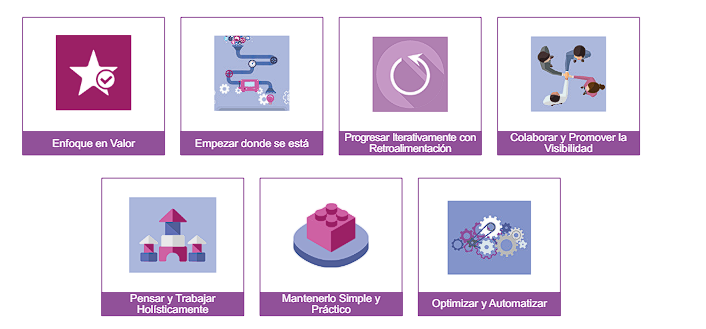 Enfoque en Valor
Empezar donde se está
Progresar Iterativamente con
Retroalimentación
Colaborar y Promover la
Visibilidad
Pensar y Trabajar
Holísticamente
Mantenerlo Simple y
Práctico
Optimizar y Automatizar